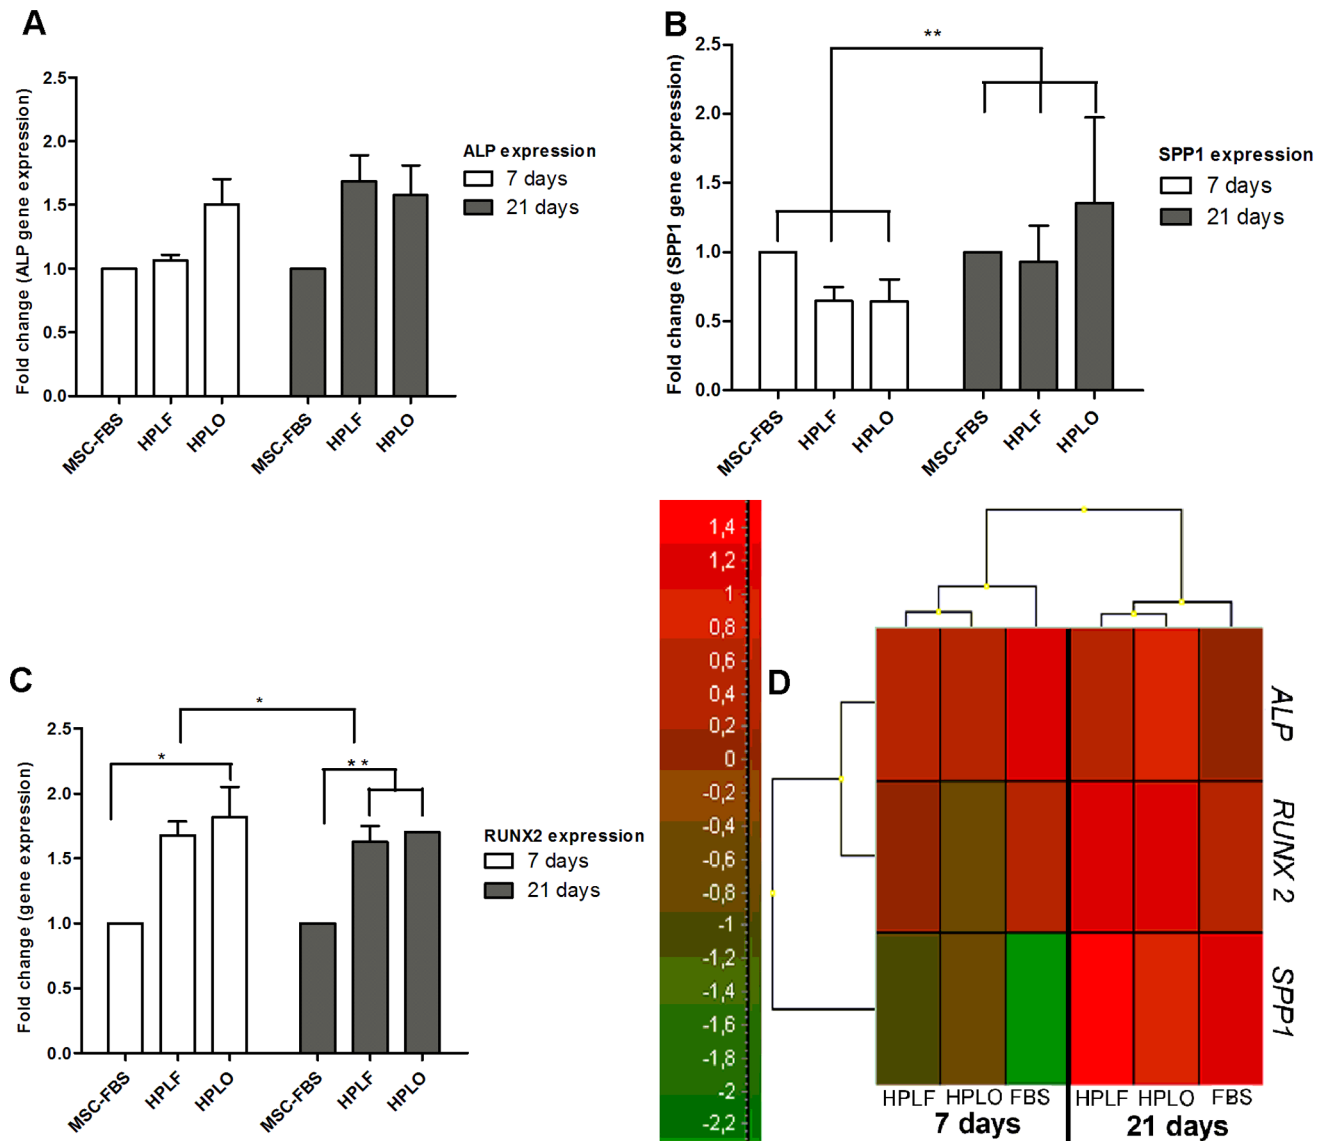 A
Fold change (ALP gene expression)
2.5
2.0
1.5
1.0
0.5
0.0
MSC-FBS
HPLF
HPLO
MSC-FBS
HPLF
HPLO
ALP expression
7 days
21 days
B
Fold change (SPP1 gene expression)
2.5
2.0
1.5
1.0
0.5
0.0
**
MSC-FBS
HPLF
HPLO
MSC-FBS
HPLF
HPLO
SPP1 expression
7 days
21 days
C
Fold change (gene expression)
2.5
2.0
1.5
1.0
0.5
0.0
*
*
* *
MSC-FBS
HPLF
HPLO
MSC-FBS
HPLF
HPLO
RUNX2 expression
7 days
21 days
1,4
1,2
1
0,8
0,6
0,4
0,2
0
-0,2
-0,4
-0,6
-0,8
-1
-1,2
-1,4
-1,6
-1,8
-2
-2,2
D
ALP
RUNX 2
SPP1
HPLF HPLO FBS HPLF HPLO FBS
7 days 21 days